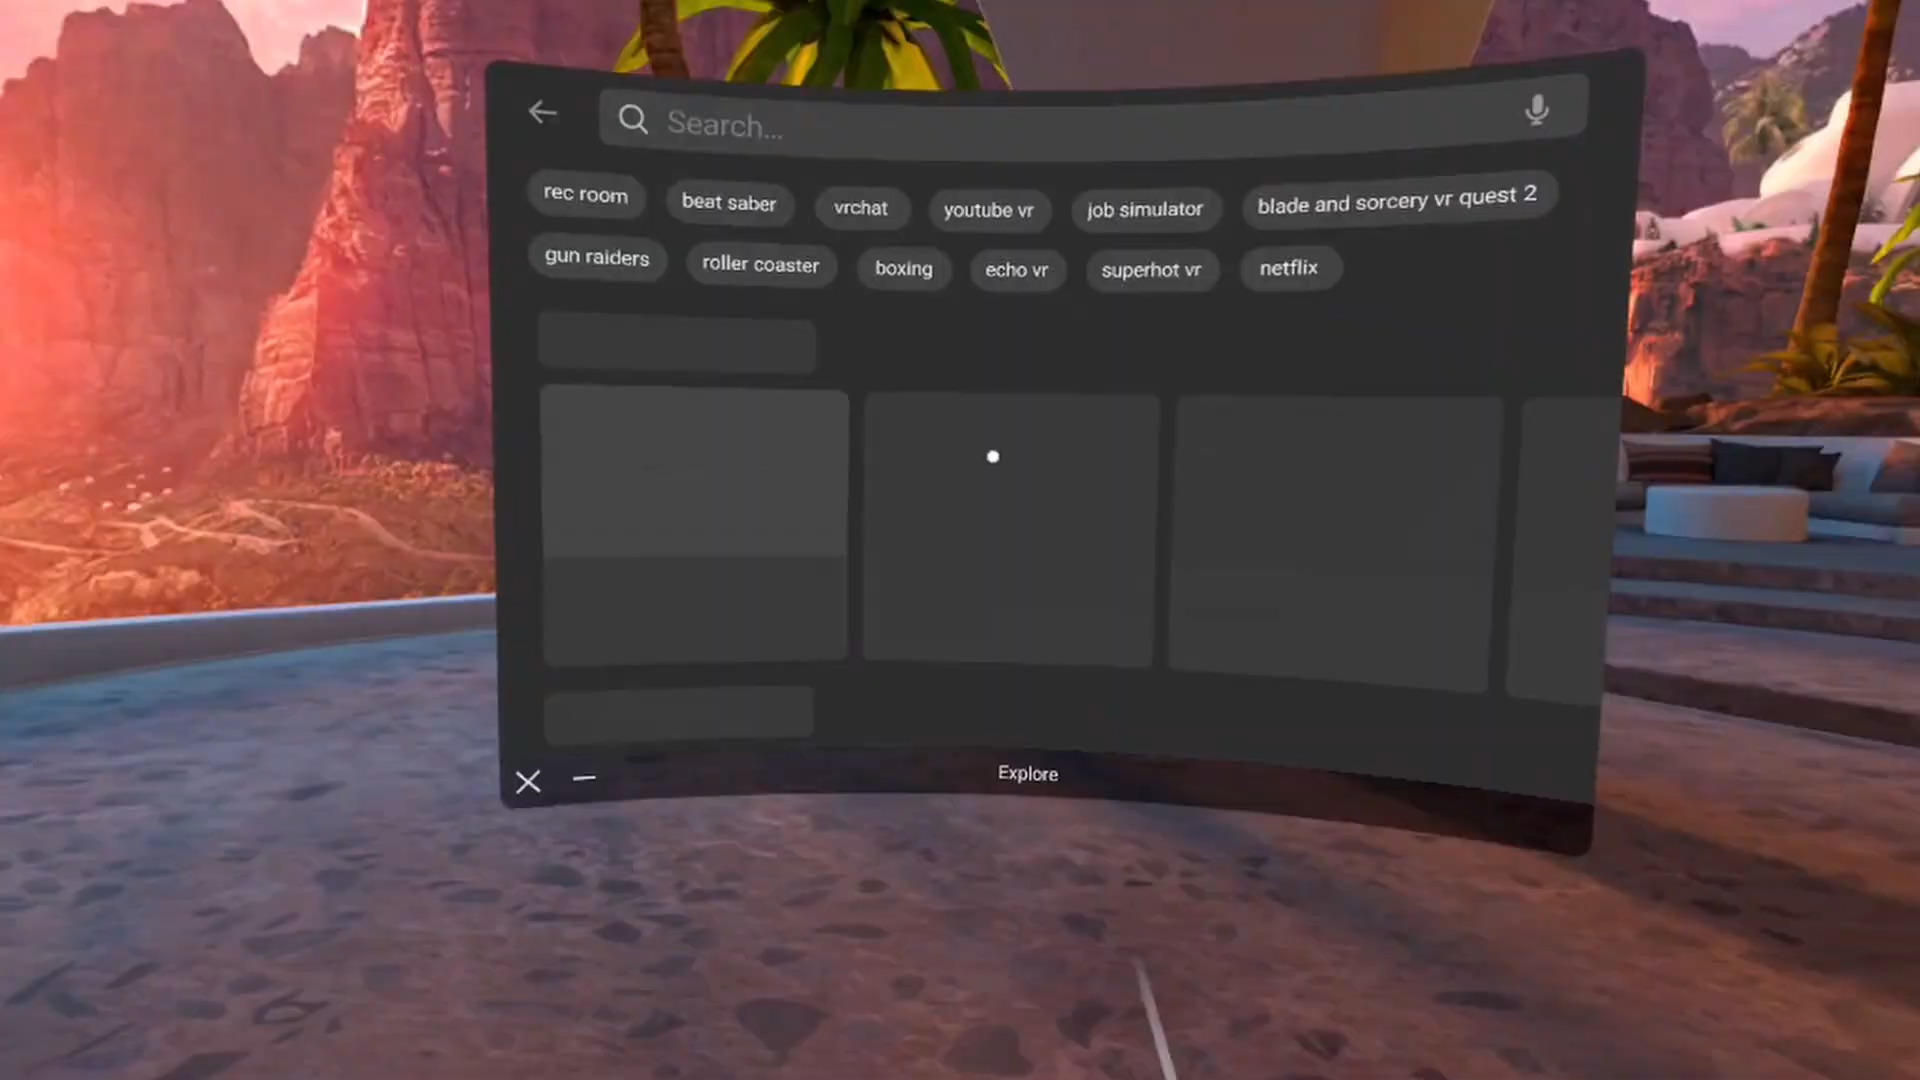 Search...
rec room beat saber vrchat youtube vr job simulator blade and sorcery vr quest 2
gun raiders roller coaster boxing echo vr superhot vr netflix
Explore